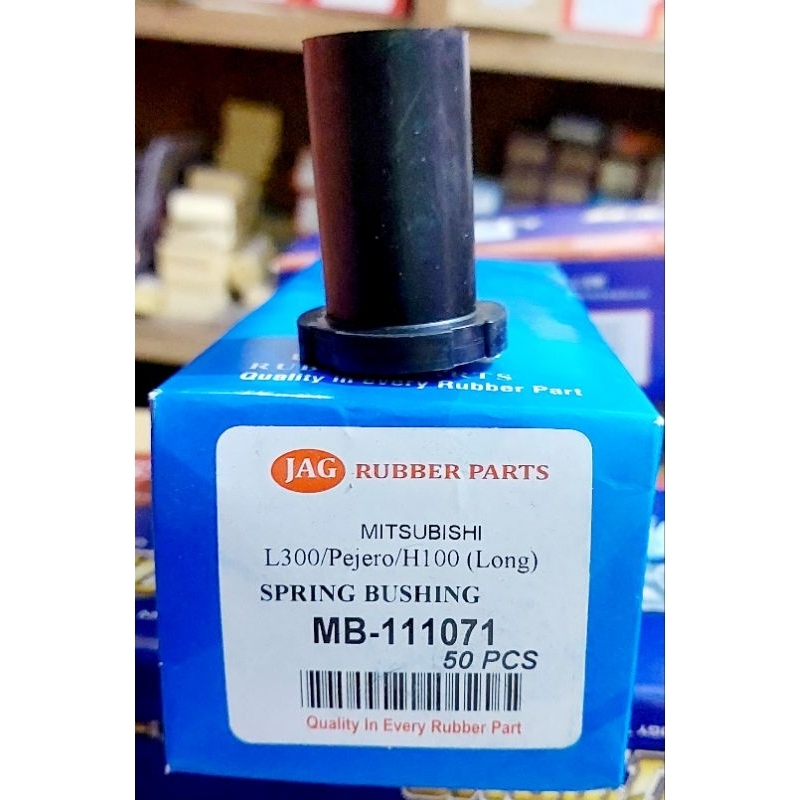 Quality In Every Rubber Part
JAG RUBBER PARTS
MITSUBISHI
L300/Pejero/H100 (Long)
SPRING BUSHING
MB-111071
50 PCS
Quality In Every Rubber Part